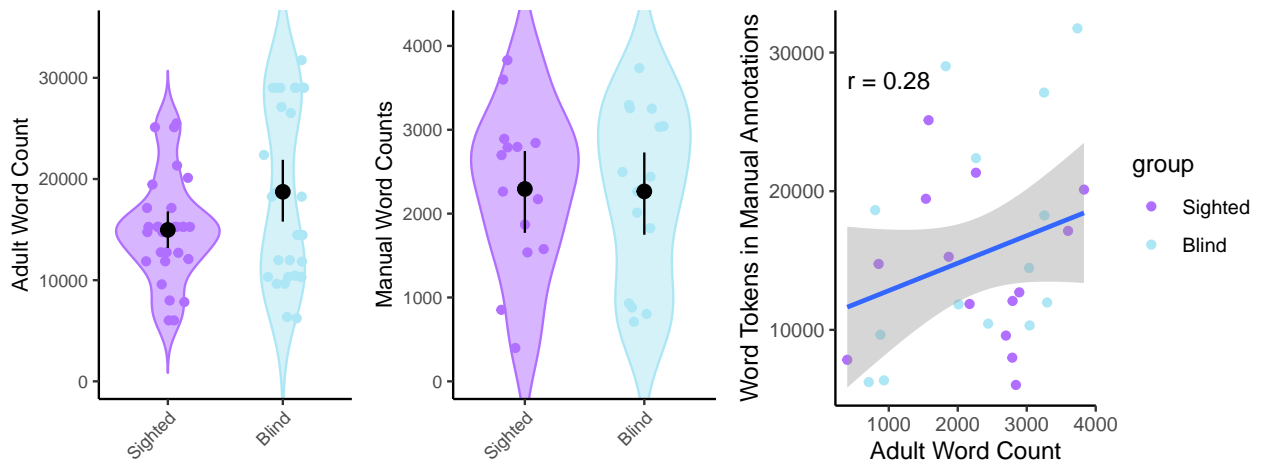 Adult Word Count
30000
20000
10000
0
Sighted
Blind
Manual Word Counts
4000
3000
2000
1000
0
Sighted
Blind
Word Tokens in Manual Annotations
30000
20000
10000
r = 0.28
1000
2000
3000
4000
Adult Word Count
group
Sighted
Blind